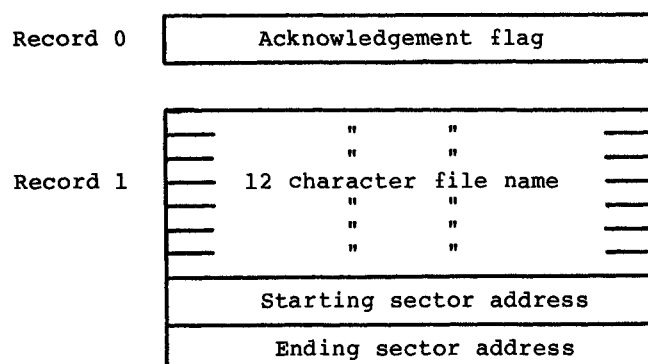 Record 0 Acknowledgement flag
" "
" "
Record 1 12 character file name
" "
" "
" "
Starting sector address
Ending sector address